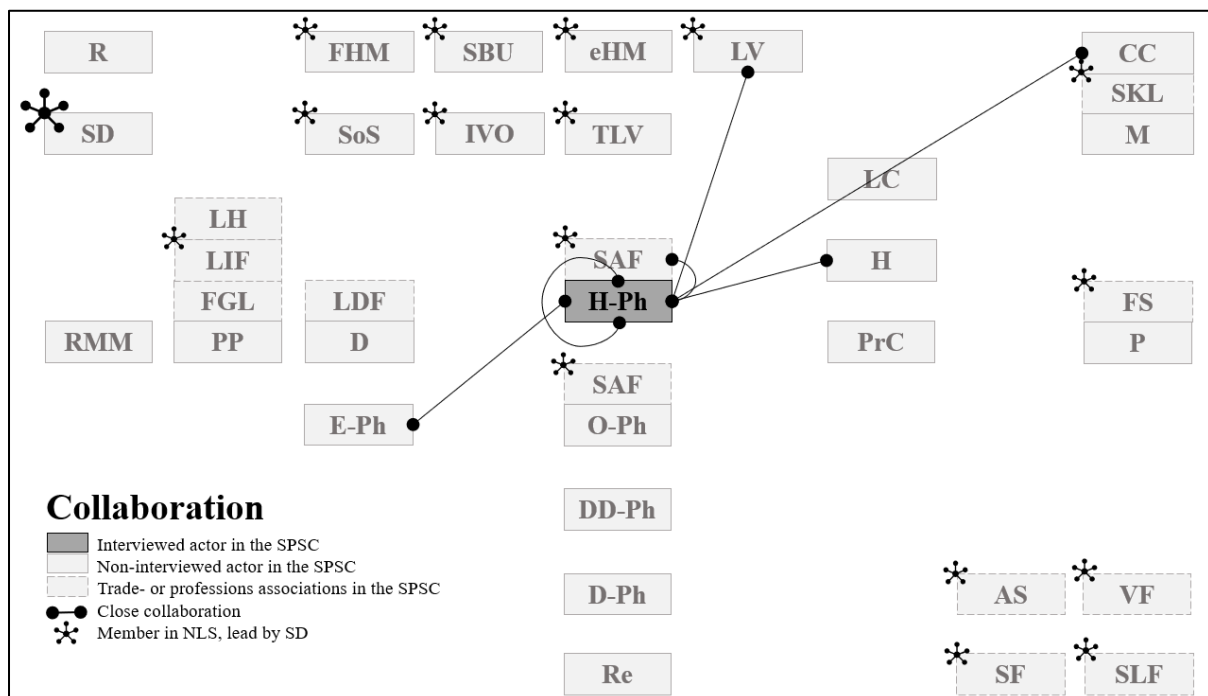 R
FHM
SBU
eHM
LV
CC
SKL
M
SD
SoS
IVO
TLV
LC
LH
LIF
FGL
PP
SAF
H-Ph
H
LDF
D
FS
P
RMM
PrC
SAF
O-Ph
E-Ph
DD-Ph
Collaboration
Interviewed actor in the SPSC
Non-interviewed actor in the SPSC
Trade- or professions associations in the SPSC
Close collaboration
Member in NLS, lead by SD
D-Ph
AS
VF
Re
SF
SLF